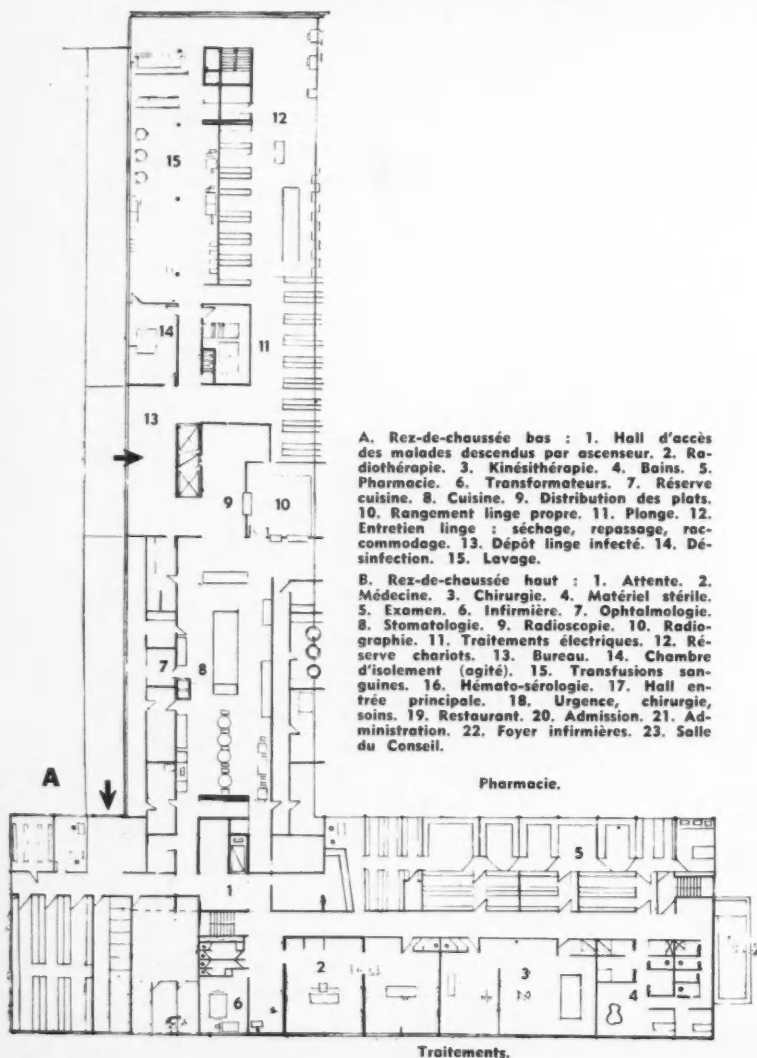 12
15
14
11
13
9
10
A. Rez-de-chaussée bas : 1. Hall d'accès
des malades descendus par ascenseur. 2. Ra-
diothérapie. 3. Kinésithérapie. 4. Bains. 5.
Pharmacie. 6. Transformateurs. 7. Réserve
cuisine. 8. Cuisine. 9. Distribution des plats.
10. Rangement linge propre. 11. Plonge. 12.
Entretien linge : séchage, repassage, rac-
commodage. 13. Dépôt linge infecté. 14. Dé-
sinfection. 15. Lavage.
B. Rez-de-chaussée haut : 1. Attente. 2.
Médecine. 3. Chirurgie. 4. Matériel stérile.
5. Examen. 6. Infirmière. 7. Ophtalmologie.
8. Stomatologie. 9. Radioscopie. 10. Radio-
graphie. 11. Traitements électriques. 12. Ré-
serve chariots. 13. Bureau. 14. Chambre
d'isolement (agité). 15. Transfusions san-
guines. 16. Hémato-sérologie. 17. Hall en-
trée principale. 18. Urgence, chirurgie,
soins. 19. Restaurant. 20. Admission. 21. Ad-
ministration. 22. Foyer infirmières. 23. Salle
du Conseil.
7
8
A
Pharmacie.
5
1
2
3
6
4
Traitements.